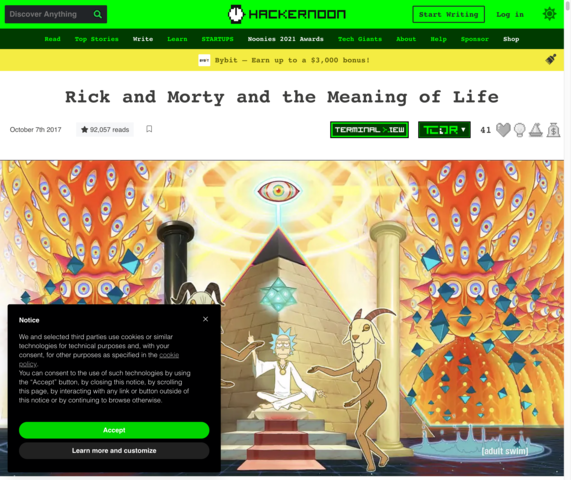 Discover Anything
HACKERNOON
Start Writing
Log in
Read Top Stories Write Learn STARTUPS Noonies 2021 Awards Tech Giants About Help Sponsor Shop
BYBIT Bybit — Earn up to a $3,000 bonus!
Rick and Morty and the Meaning of Life
October 7th 2017
92,057 reads
TERMINAL
41
Notice
We and selected third parties use cookies or similar
technologies for technical purposes and, with your
consent, for other purposes as specified in the cookie
policy.
You can consent to the use of such technologies by using
the “Accept” button, by closing this notice, by scrolling
this page, by interacting with any link or button outside of
this notice or by continuing to browse otherwise.
Accept
Learn more and customize
[adult swim]